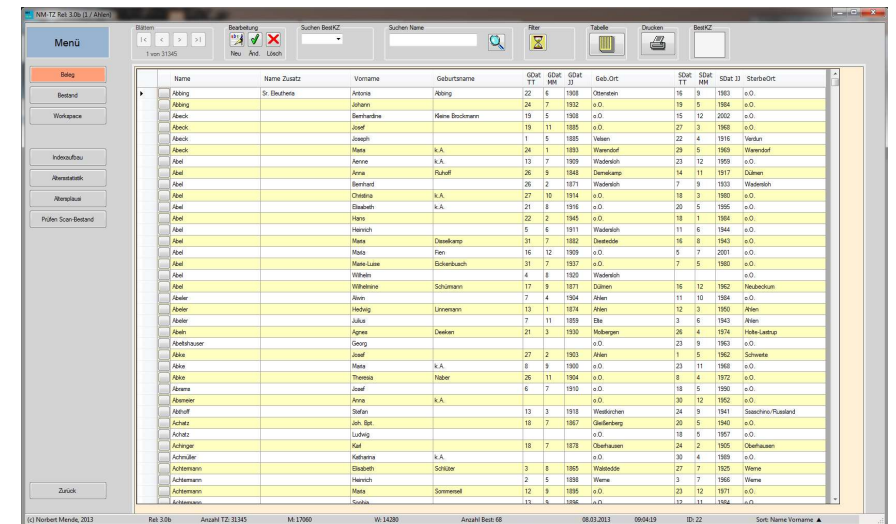 NM-TZ Rel: 3.0b (1 / Ahlen)
Menü
Blättern
1 von 31345
Bearbeitung
Neu Änd. Lösch
Suchen BestKZ
Suchen Name
Filter
Tabelle
Drucken
BestKZ
Beleg
Bestand
Workspace
Indexaufbau
Altersstatistik
Altersplausi
Prüfen Scan-Bestand
Zurück
Name Name Zusatz Vorname Geburtsname GDat TT GDat MM GDat JJ Geb.Ort SDat TT SDat MM SDat JJ SterbeOrt
Abbing Sr. Eleutheria Antonia Abbing 22 6 1908 Ottenstein 16 9 1983 o.O.
Abbing Johann 24 7 1932 o.O. 19 5 1984 o.O.
Abeck Bernhardine Kleine Brockmann 19 5 1908 o.O. 15 12 2002 o.O.
Abeck Josef 19 11 1885 o.O. 27 3 1968 o.O.
Abeck Joseph 1 5 1885 Velsen 22 4 1916 Verdun
Abeck Maria k.A. 24 1 1893 Warendorf 29 5 1969 Warendorf
Abel Aenne k.A. 13 7 1909 Wadersloh 23 12 1959 o.O.
Abel Anna Ruhoff 26 9 1848 Dernekamp 14 11 1917 Dülmen
Abel Bernhard 26 2 1871 Wadersloh 7 9 1933 Wadersloh
Abel Christina k.A. 27 10 1914 o.O. 18 3 1980 o.O.
Abel Elisabeth k.A. 21 8 1916 o.O. 20 5 1995 o.O.
Abel Hans 22 2 1945 o.O. 18 1 1984 o.O.
Abel Heinrich 5 6 1911 Wadersloh 11 6 1944 o.O.
Abel Maria Disselkamp 31 7 1882 Diestedde 16 8 1943 o.O.
Abel Maria Fien 16 12 1909 o.O. 5 7 2001 o.O.
Abel Marie-Luise Eickenbusch 31 7 1937 o.O. 7 5 1980 o.O.
Abel Wilhelm 4 8 1920 Wadersloh o.O.
Abel Wilhelmine Schürmann 17 9 1871 Dülmen 16 12 1962 Neubeckum
Abeler Alwin 7 4 1904 Ahlen 11 10 1984 o.O.
Abeler Hedwig Linnemann 13 1 1874 Ahlen 12 3 1950 Ahlen
Abeler Julius 7 11 1859 Elte 3 6 1943 Ahlen
Abeln Agnes Deeken 21 3 1930 Molbergen 26 4 1974 Holte-Lastrup
Abeltshauser Georg o.O. 23 9 1963 o.O.
Abke Josef 27 2 1903 Ahlen 1 5 1962 Schwerte
Abke Maria k.A. 8 9 1900 o.O. 23 11 1968 o.O.
Abke Theresia Naber 26 11 1904 o.O. 8 4 1972 o.O.
Abrams Josef 6 7 1910 o.O. 18 5 1990 o.O.
Absmeier Anna k.A. o.O. 30 12 1952 o.O.
Abthoff Stefan 13 3 1918 Westkirchen 24 9 1941 Ssaschino/Russland
Achatz Joh. Bpt. 18 7 1867 Gleißenberg 20 5 1940 o.O.
Achatz Ludwig o.O. 18 5 1957 o.O.
Achinger Karl 18 7 1878 Oberhausen 24 2 1905 Oberhausen
Achmüller Katharina k.A. o.O. 30 4 1989 o.O.
Achtermann Elisabeth Schlüter 3 8 1865 Walstedde 27 7 1925 Werne
Achtermann Heinrich 2 5 1898 Werne 3 7 1966 Werne
Achtermann Maria Sommersell 12 9 1895 o.O. 23 12 1971 o.O.
Achtermann Sophia 13 9 1896 o.O. 12 11 1984 o.O.
(c) Norbert Mende, 2013 Rel: 3.0b Anzahl TZ: 31345 M: 17060 W: 14280 Anzahl Best: 68 08.03.2013 09:04:19 ID: 22 Sort: Name Vorname ▲